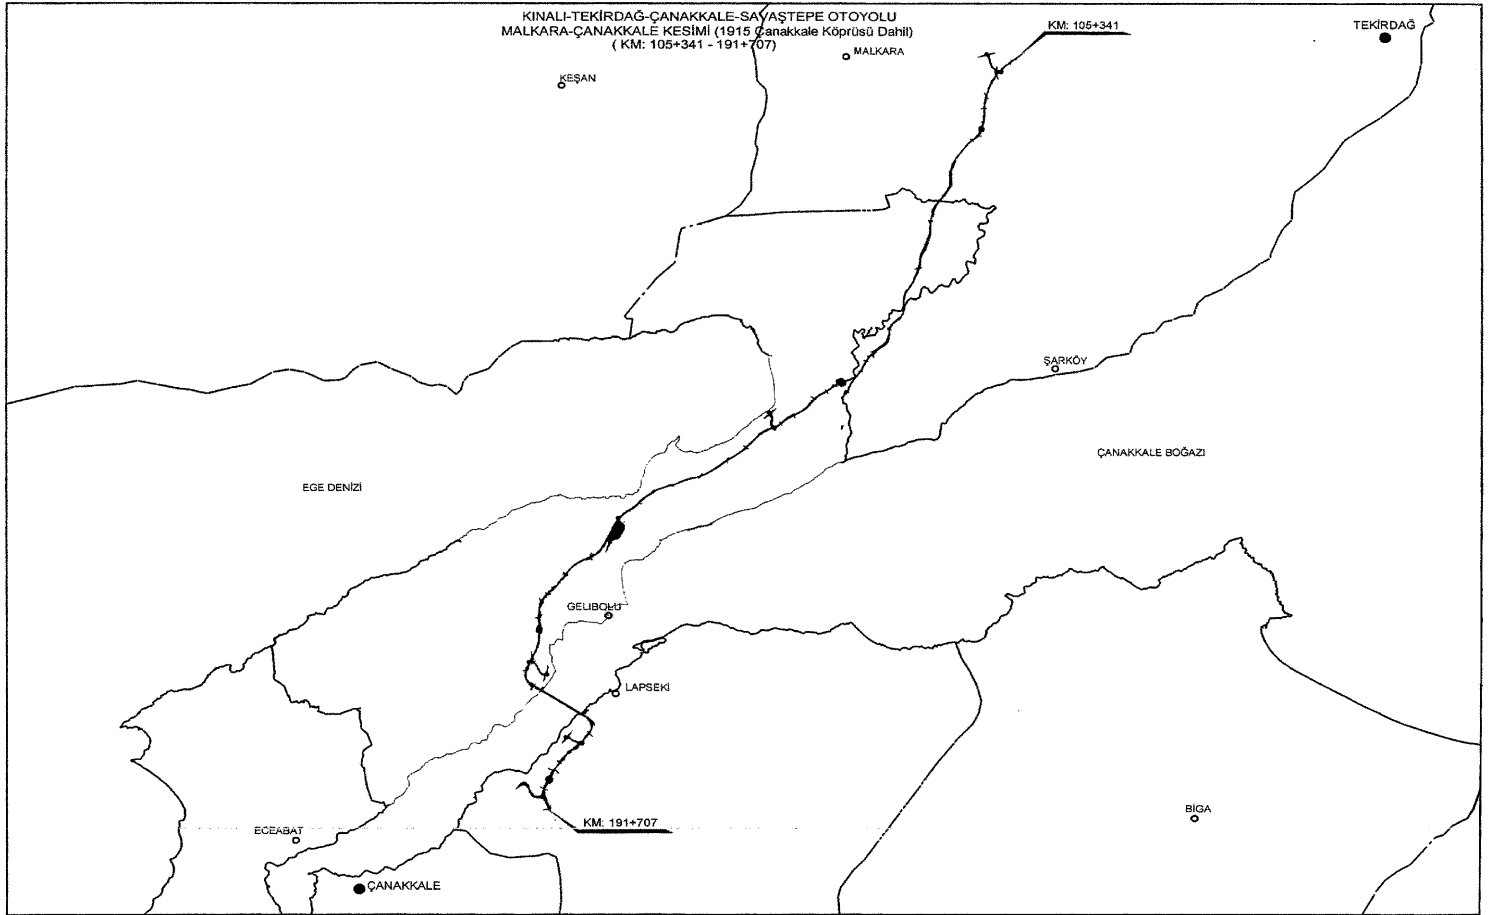 KINALI-TEKİRDAĞ-ÇANAKKALE-SAVAŞTEPE OTOYOLU
MALKARA-ÇANAKKALE KESİMİ (1915 Çanakkale Köprüsü Dahil)
( KM: 105+341 - 191+707)
KM: 105+341
TEKİRDAĞ
MALKARA
KEŞAN
ŞARKÖY
ÇANAKKALE BOĞAZI
EGE DENİZİ
GELIBOLU
LAPSEKİ
BİGA
KM: 191+707
ECEABAT
ÇANAKKALE